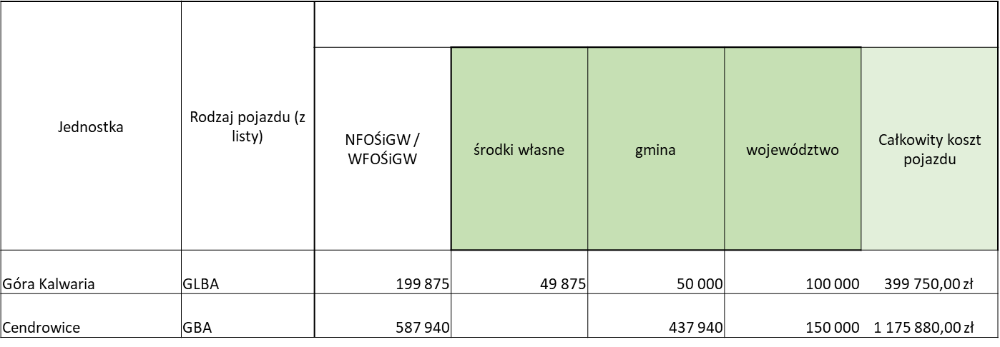 Jednostka
Rodzaj pojazdu (z
listy)
NFOŚiGW /
WFOŚiGW
środki własne
gmina
województwo
Całkowity koszt
pojazdu
Góra Kalwaria GLBA 199 875 49 875 50 000 100 000 399 750,00 zł
Cendrowice GBA 587 940 437 940 150 000 1 175 880,00 zł